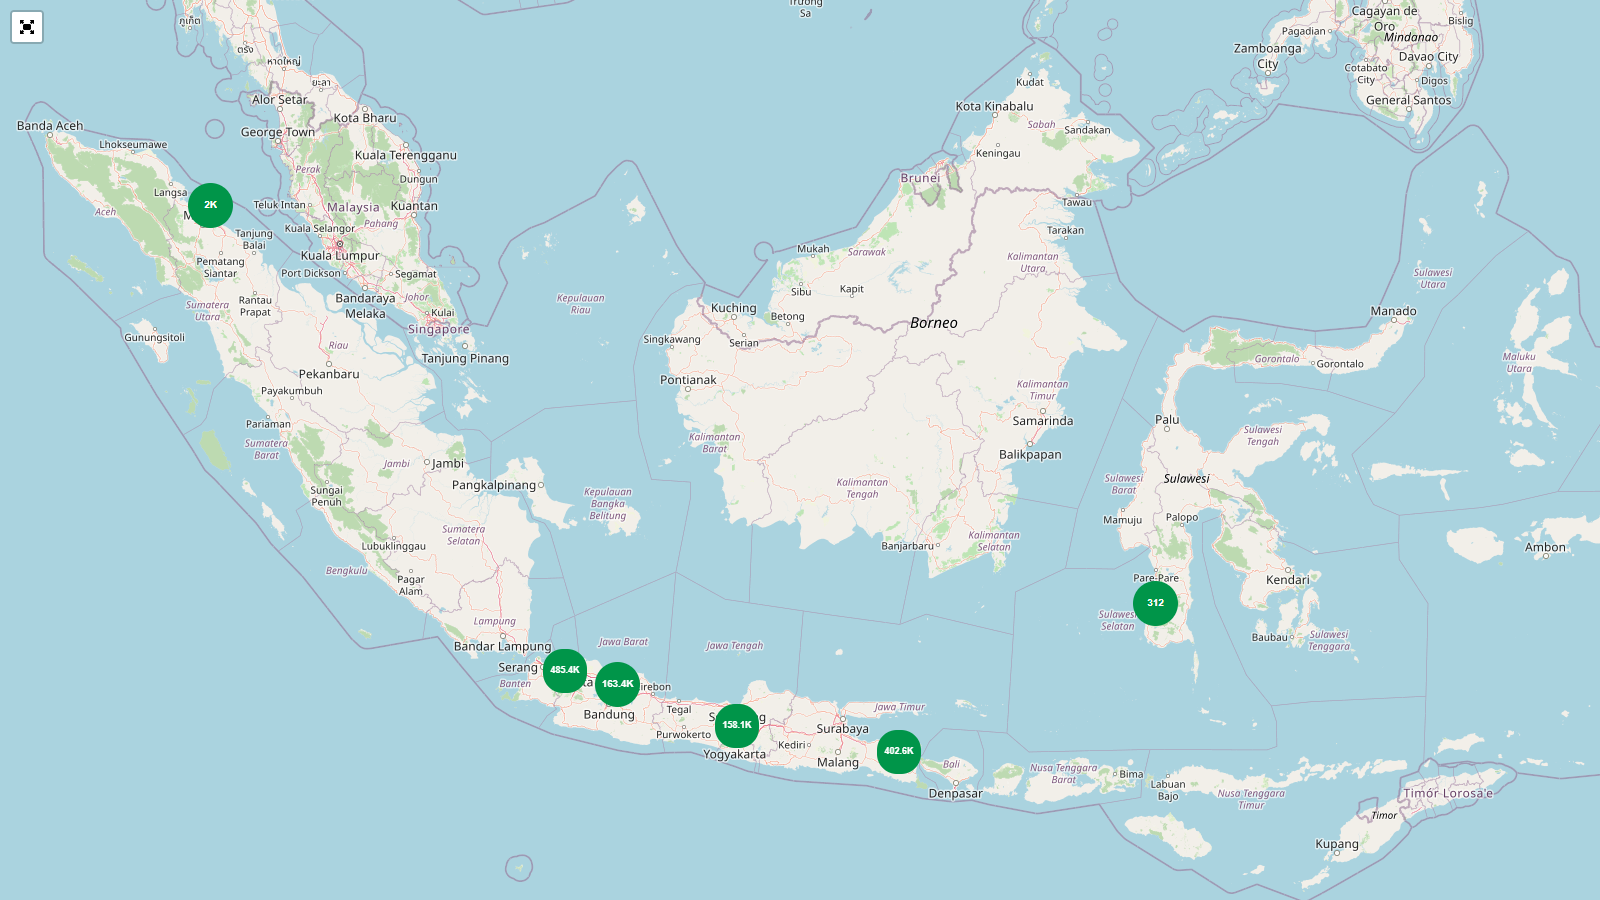 ภูเก็ต
ตรัง
หาดใหญ่
ยะลา
Trường
Sa
Cagayan de
Oro
Pagadian
Mindanao
Bislig
Zamboanga
City
Davao City
Cotabato
City
Digos
General Santos
Alor Setar
Kota Bharu
George Town
Kuala Terengganu
Perak
Dungun
Banda Aceh
Lhokseumawe
Langsa
Aceh
2K
Teluk Intan
Malaysia
Kuantan
Pahang
Kuala Selangor
Kuala Lumpur
Tanjung
Balai
Pematang
Siantar
Port Dickson
Segamat
Bandaraya
Melaka
Johor
Kulai
Singapore
Tanjung Pinang
Sumatera
Utara
Rantau
Prapat
Gunungsitoli
Riau
Pekanbaru
Payakumbuh
Pariaman
Sumatera
Barat
Jambi
Jambi
Sungai
Penuh
Pangkalpinang
Kepulauan
Riau
Kepulauan
Bangka
Belitung
Sumatera
Selatan
Lubuklinggau
Bengkulu
Pagar
Alam
Lampung
Bandar Lampung
Kudat
Kota Kinabalu
Sabah
Sandakan
Keningau
Brunei
Tawau
Tarakan
Mukah
Sarawak
Kalimantan
Utara
Sibu
Kapit
Kuching
Betong
Serian
Borneo
Singkawang
Pontianak
Kalimantan
Timur
Samarinda
Balikpapan
Kalimantan
Barat
Kalimantan
Tengah
Banjarbaru
Kalimantan
Selatan
Sulawesi
Utara
Manado
Gorontalo
Gorontalo
Maluku
Utara
Palu
Sulawesi
Tengah
Sulawesi
Barat
Sulawesi
Mamuju
Palopo
Ambon
Pare-Pare
Kendari
312
Sulawesi
Selatan
Baubau
Sulawesi
Tenggara
Serang
485.4K
Banten
163.4K
Jawa Barat
Jawa Tengah
Bandung
Tegal
Purwokerto
158.1K
Yogyakarta
Jawa Timur
Surabaya
Kediri
Malang
402.6K
Bali
Denpasar
Nusa Tenggara
Barat
Bima
Labuan
Bajo
Nusa Tenggara
Timur
Timór Lorosa'e
Timor
Kupang